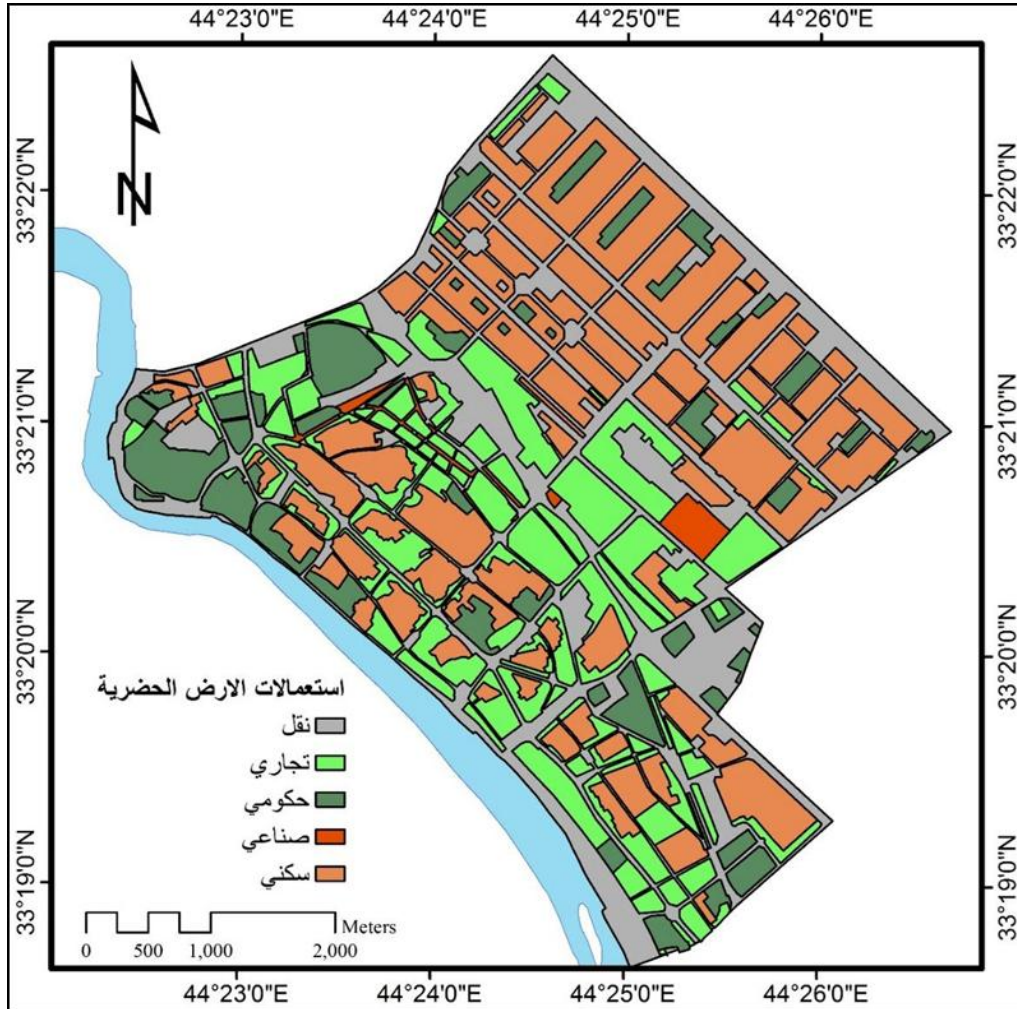 44°23'0"E 44°24'0"E 44°25'0"E 44°26'0"E
33°22'0"N 33°22'0"N
N
33°21'0"N 33°21'0"N
33°20'0"N 33°20'0"N
استعمالات الارض الحضرية
نقل
تجاري
حكومي
صناعي
سكني
33°19'0"N 33°19'0"N
Meters
0 500 1,000 2,000
44°23'0"E 44°24'0"E 44°25'0"E 44°26'0"E